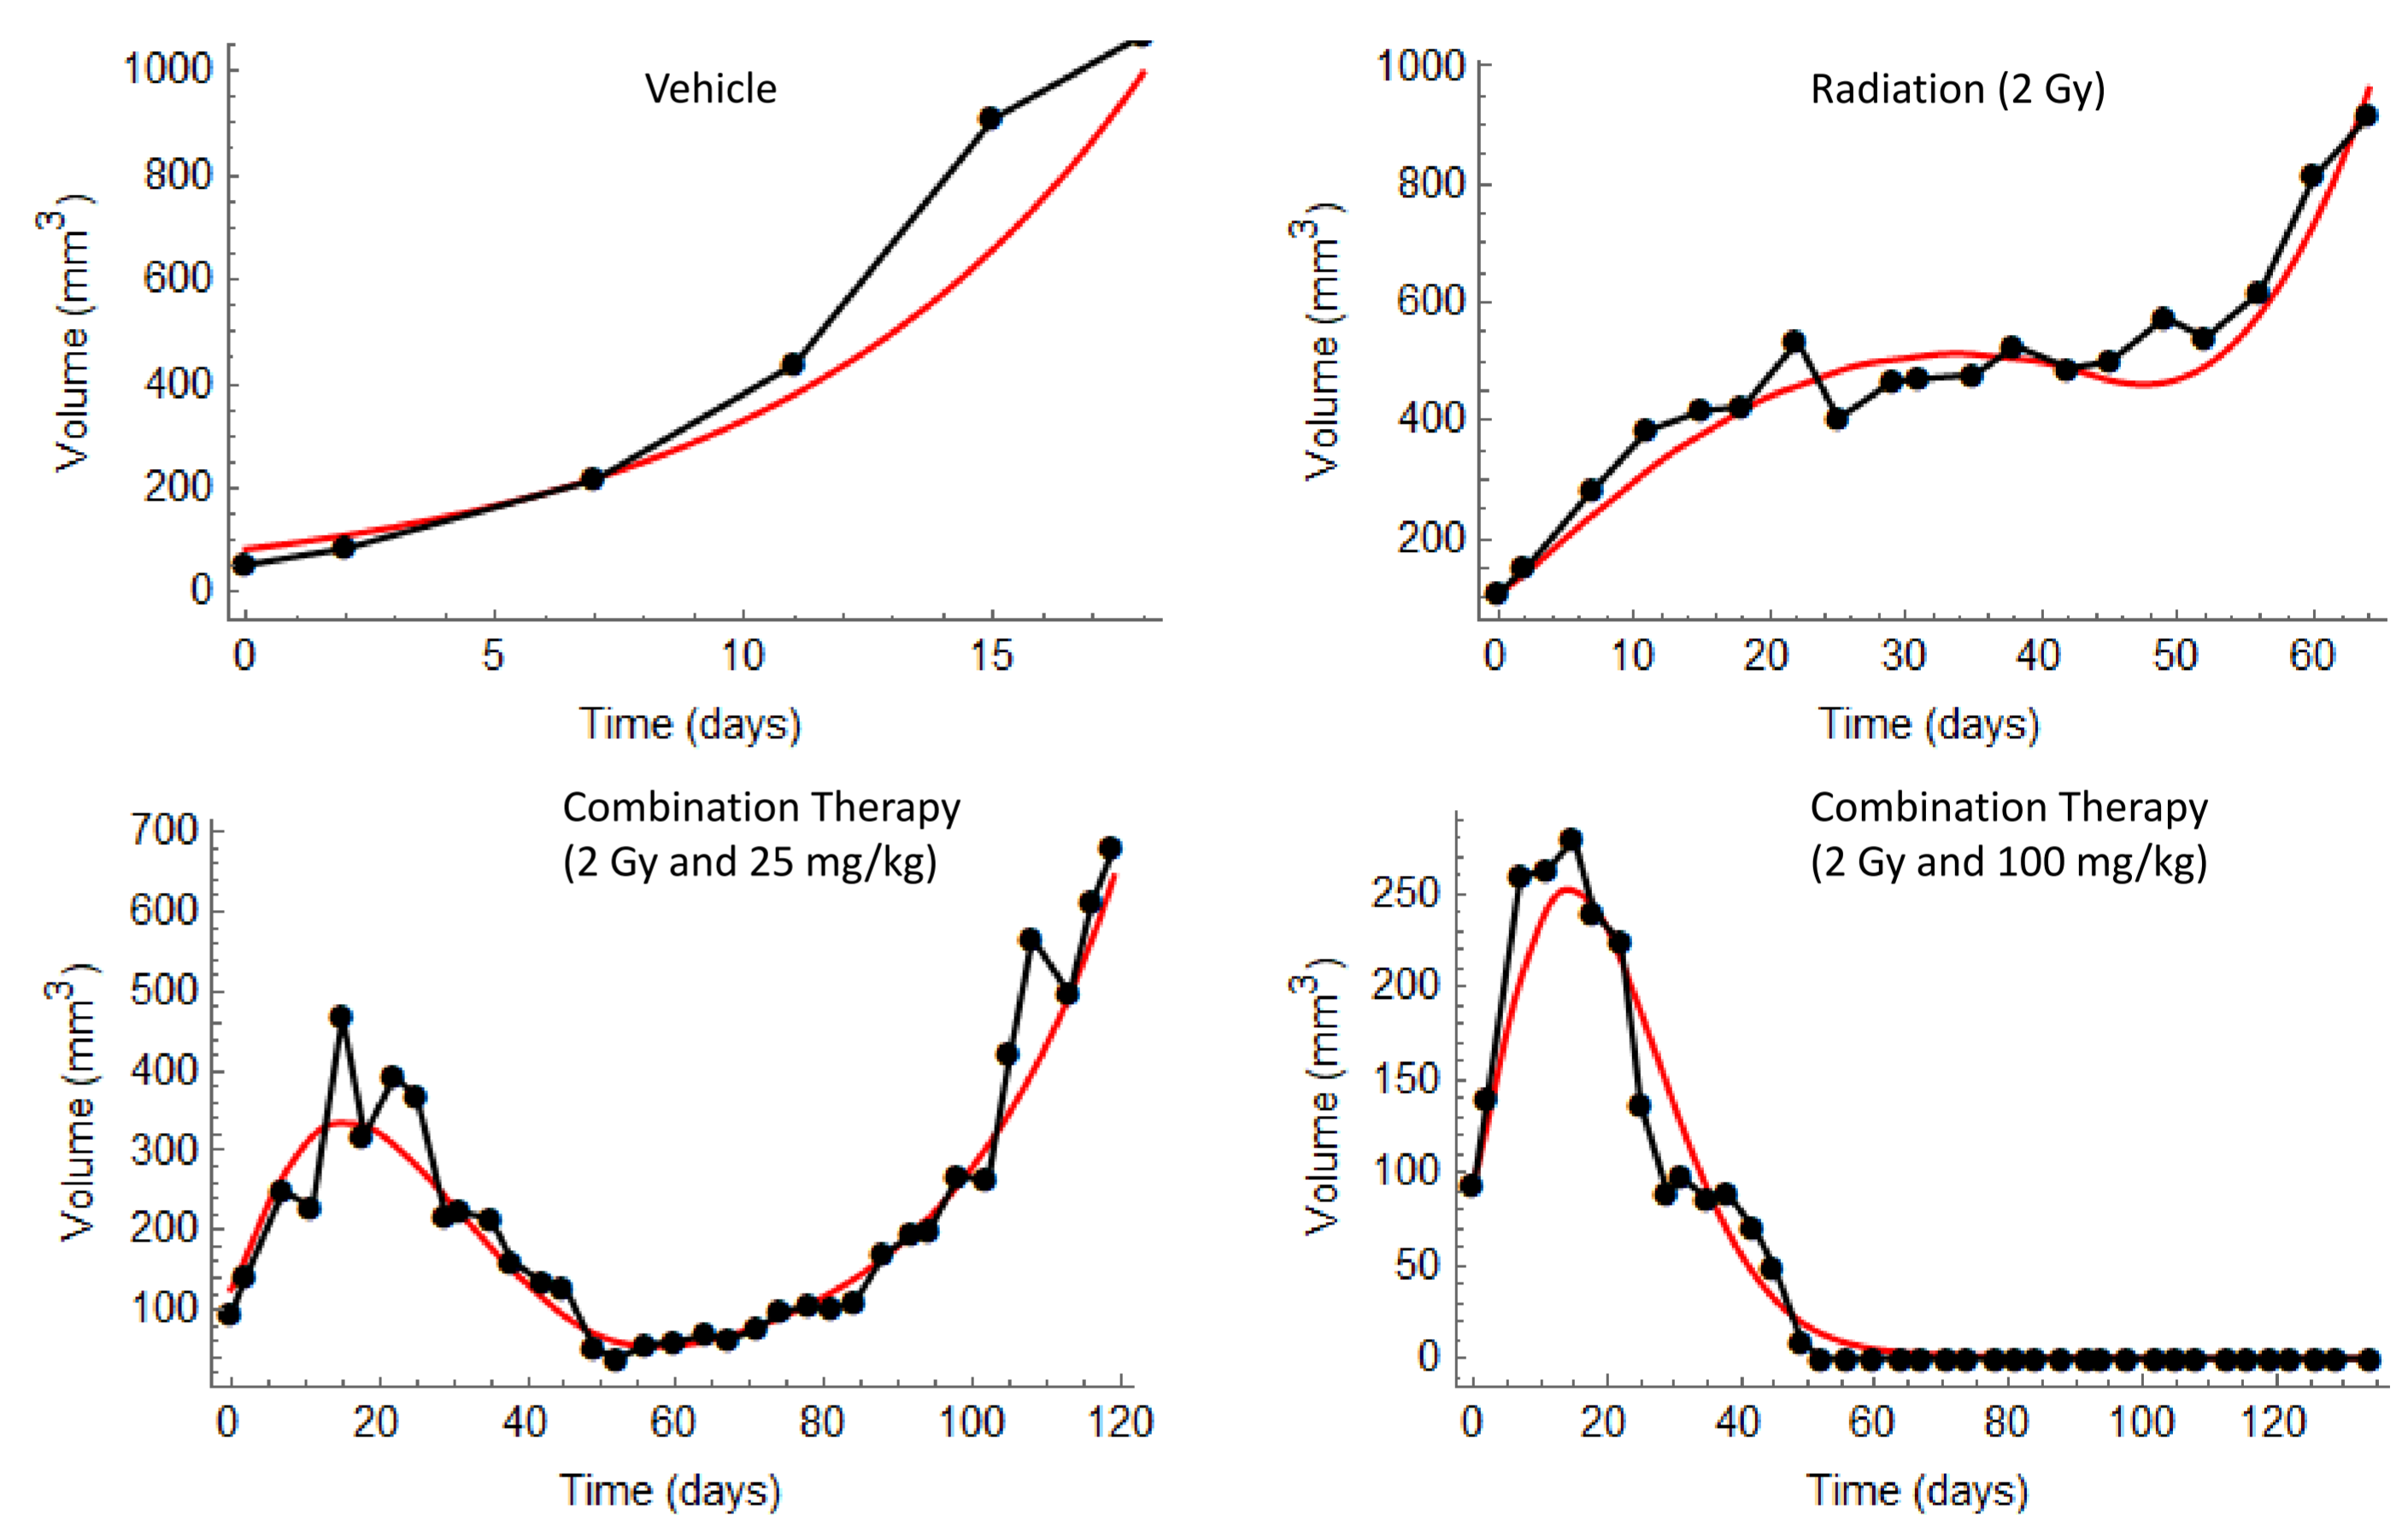 Vehicle
1000
800
600
400
200
0
Volume (mm³)
0 5 10 15
Time (days)
Radiation (2 Gy)
1000
800
600
400
200
Volume (mm³)
0 10 20 30 40 50 60
Time (days)
Combination Therapy
(2 Gy and 25 mg/kg)
700
600
500
400
300
200
100
Volume (mm³)
0 20 40 60 80 100 120
Time (days)
Combination Therapy
(2 Gy and 100 mg/kg)
250
200
150
100
50
0
Volume (mm³)
0 20 40 60 80 100 120
Time (days)